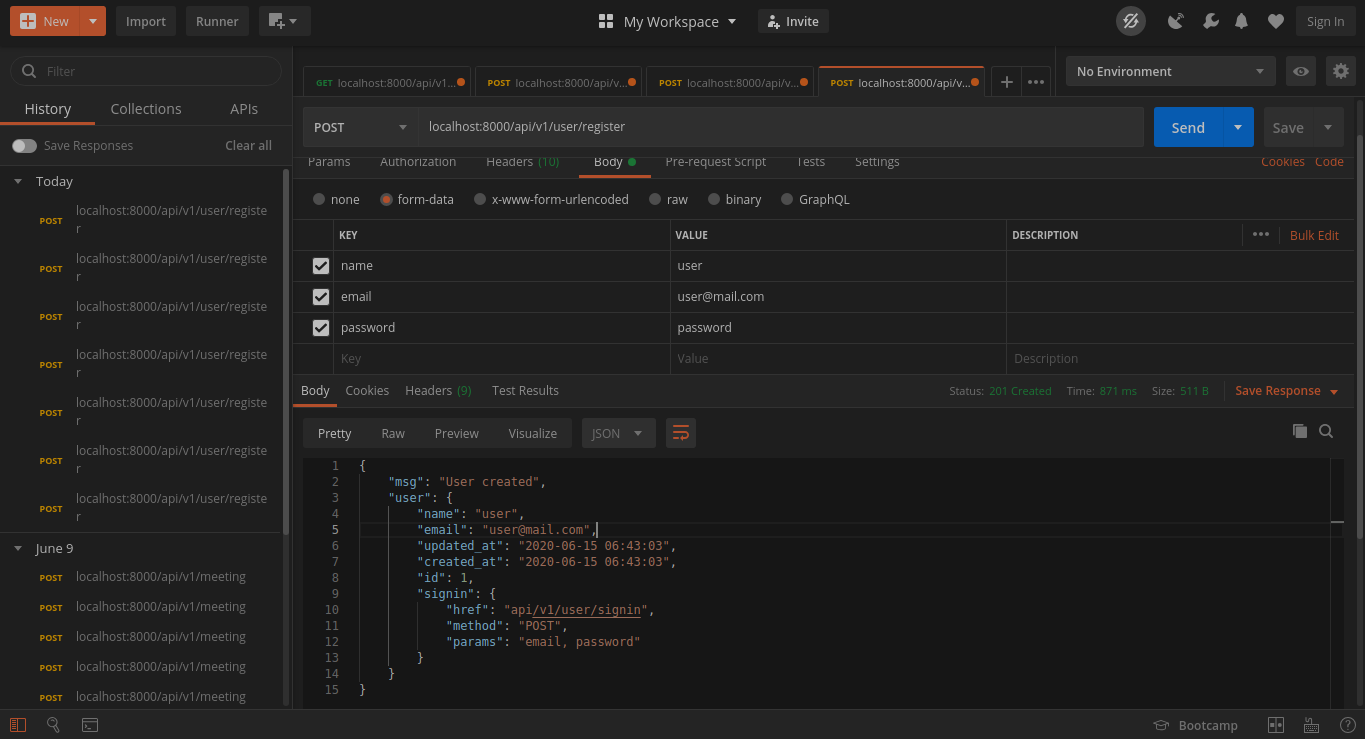 New Import Runner My Workspace Invite Sign In
Filter
History Collections APIs
Save Responses Clear all
Today
POST localhost:8000/api/v1/user/registe
r
POST localhost:8000/api/v1/user/registe
r
POST localhost:8000/api/v1/user/registe
r
POST localhost:8000/api/v1/user/registe
r
POST localhost:8000/api/v1/user/registe
r
POST localhost:8000/api/v1/user/registe
r
POST localhost:8000/api/v1/user/registe
r
June 9
POST localhost:8000/api/v1/meeting
POST localhost:8000/api/v1/meeting
POST localhost:8000/api/v1/meeting
POST localhost:8000/api/v1/meeting
POST localhost:8000/api/v1/meeting
GET localhost:8000/api/v1... POST localhost:8000/api/v... POST localhost:8000/api/v... POST localhost:8000/api/v... + ••• No Environment
POST localhost:8000/api/v1/user/register Send Save
Params Authorization Headers (10) Body Pre-request Script Tests Settings Cookies Code
none form-data x-www-form-urlencoded raw binary GraphQL
KEY VALUE DESCRIPTION ••• Bulk Edit
name user
email user@mail.com
password password
Key Value Description
Body Cookies Headers (9) Test Results Status: 201 Created Time: 871 ms Size: 511 B Save Response
Pretty Raw Preview Visualize JSON
1 {
2 "msg": "User created",
3 "user": {
4 "name": "user",
5 "email": "user@mail.com",
6 "updated_at": "2020-06-15 06:43:03",
7 "created_at": "2020-06-15 06:43:03",
8 "id": 1,
9 "signin": {
10 "href": "api/v1/user/signin",
11 "method": "POST",
12 "params": "email, password"
13 }
14 }
15 }
Bootcamp